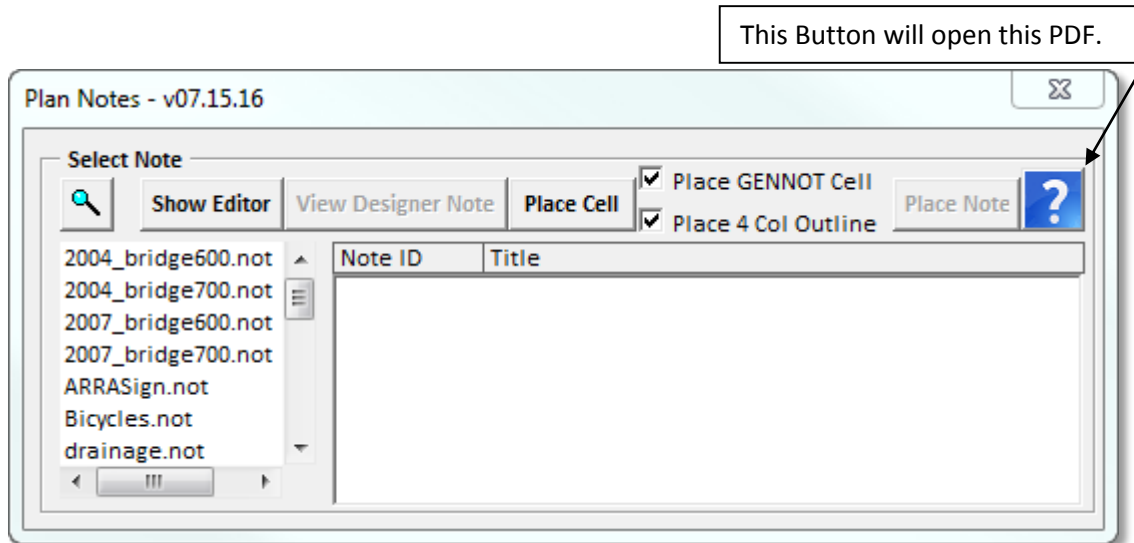 This Button will open this PDF.
Plan Notes - v07.15.16
Select Note
Show Editor View Designer Note Place Cell Place GENNOT Cell Place Note ?
Place 4 Col Outline
2004_bridge600.not Note ID Title
2004_bridge700.not
2007_bridge600.not
2007_bridge700.not
ARRASign.not
Bicycles.not
drainage.not